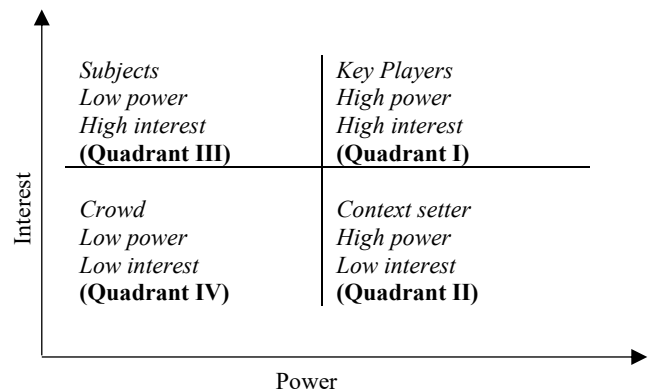 Subjects
Low power
High interest
(Quadrant III)
Key Players
High power
High interest
(Quadrant I)
Crowd
Low power
Low interest
(Quadrant IV)
Context setter
High power
Low interest
(Quadrant II)
Interest
Power